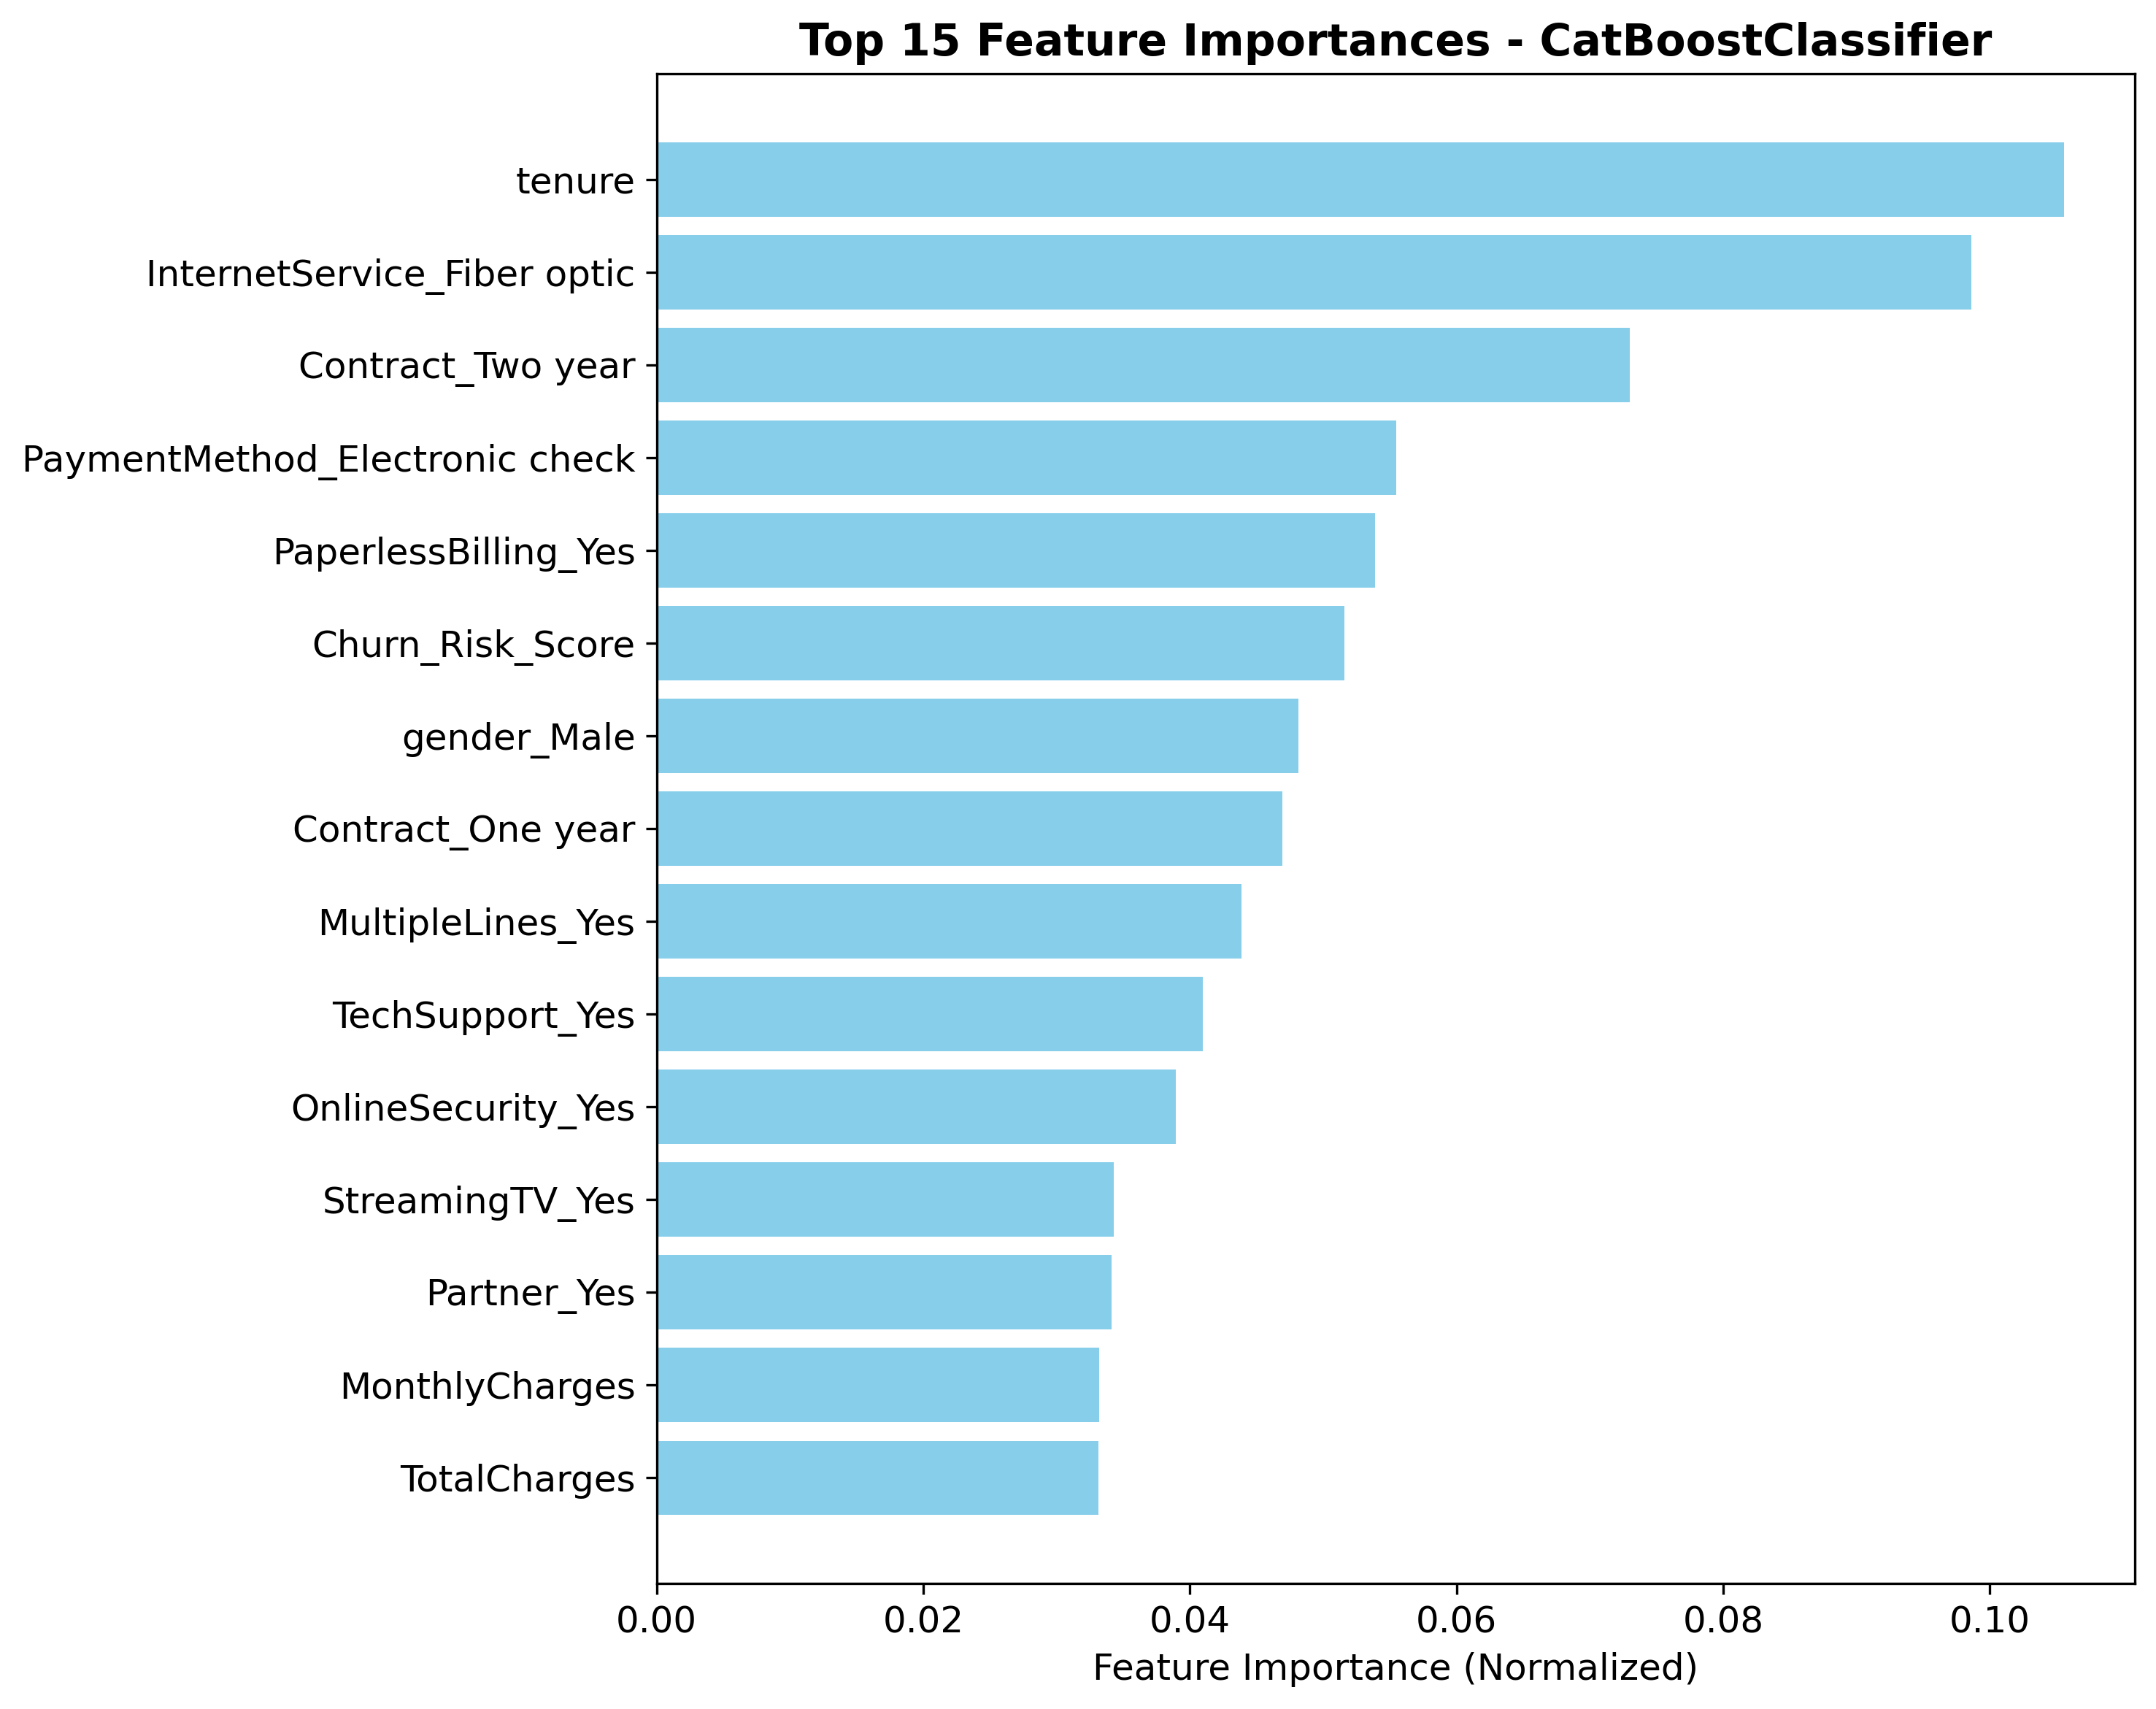 Top 15 Feature Importances - CatBoostClassifier
tenure
InternetService_Fiber optic
Contract_Two year
PaymentMethod_Electronic check
PaperlessBilling_Yes
Churn_Risk_Score
gender_Male
Contract_One year
MultipleLines_Yes
TechSupport_Yes
OnlineSecurity_Yes
StreamingTV_Yes
Partner_Yes
MonthlyCharges
TotalCharges
0.00 0.02 0.04 0.06 0.08 0.10
Feature Importance (Normalized)